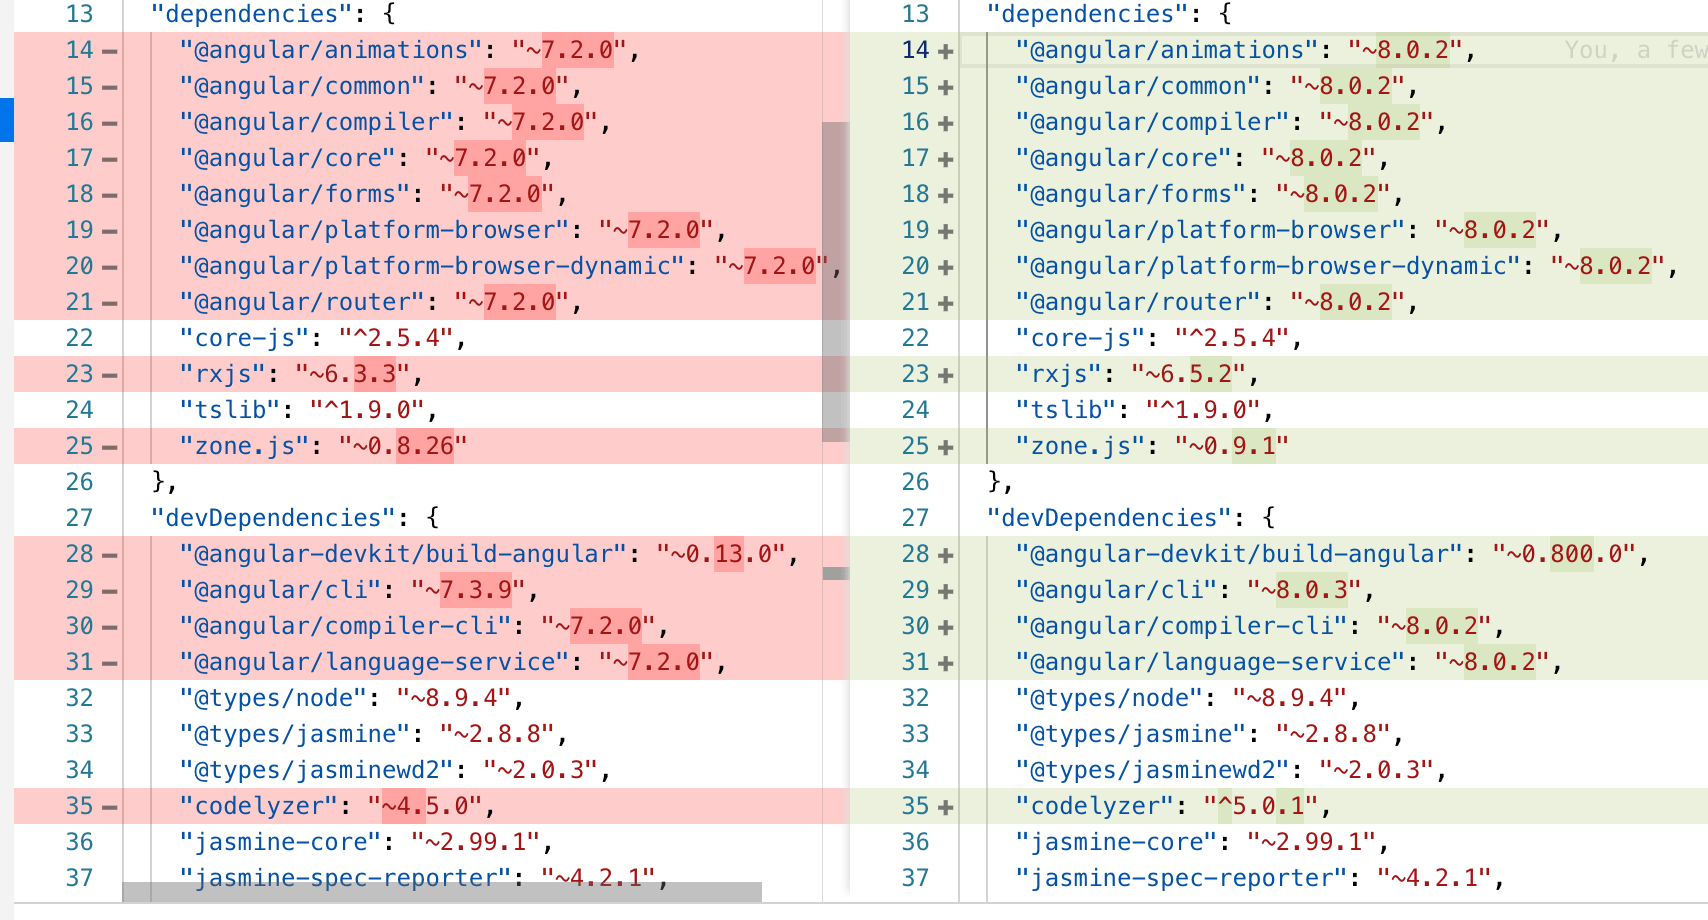 13 "dependencies": {
14 — "@angular/animations": "~7.2.0",
15 — "@angular/common": "~7.2.0",
16 — "@angular/compiler": "~7.2.0",
17 — "@angular/core": "~7.2.0",
18 — "@angular/forms": "~7.2.0",
19 — "@angular/platform-browser": "~7.2.0",
20 — "@angular/platform-browser-dynamic": "~7.2.0",
21 — "@angular/router": "~7.2.0",
22 "core-js": "^2.5.4",
23 — "rxjs": "~6.3.3",
24 "tslib": "^1.9.0",
25 — "zone.js": "~0.8.26"
26 },
27 "devDependencies": {
28 — "@angular-devkit/build-angular": "~0.13.0",
29 — "@angular/cli": "~7.3.9",
30 — "@angular/compiler-cli": "~7.2.0",
31 — "@angular/language-service": "~7.2.0",
32 "@types/node": "~8.9.4",
33 "@types/jasmine": "~2.8.8",
34 "@types/jasminewd2": "~2.0.3",
35 — "codelyzer": "~4.5.0",
36 "jasmine-core": "~2.99.1",
37 "jasmine-spec-reporter": "~4.2.1",
13 "dependencies": {
14 + "@angular/animations": "~8.0.2", You, a few
15 + "@angular/common": "~8.0.2",
16 + "@angular/compiler": "~8.0.2",
17 + "@angular/core": "~8.0.2",
18 + "@angular/forms": "~8.0.2",
19 + "@angular/platform-browser": "~8.0.2",
20 + "@angular/platform-browser-dynamic": "~8.0.2",
21 + "@angular/router": "~8.0.2",
22 "core-js": "^2.5.4",
23 + "rxjs": "~6.5.2",
24 "tslib": "^1.9.0",
25 + "zone.js": "~0.9.1"
26 },
27 "devDependencies": {
28 + "@angular-devkit/build-angular": "~0.800.0",
29 + "@angular/cli": "~8.0.3",
30 + "@angular/compiler-cli": "~8.0.2",
31 + "@angular/language-service": "~8.0.2",
32 "@types/node": "~8.9.4",
33 "@types/jasmine": "~2.8.8",
34 "@types/jasminewd2": "~2.0.3",
35 + "codelyzer": "^5.0.1",
36 "jasmine-core": "~2.99.1",
37 "jasmine-spec-reporter": "~4.2.1",